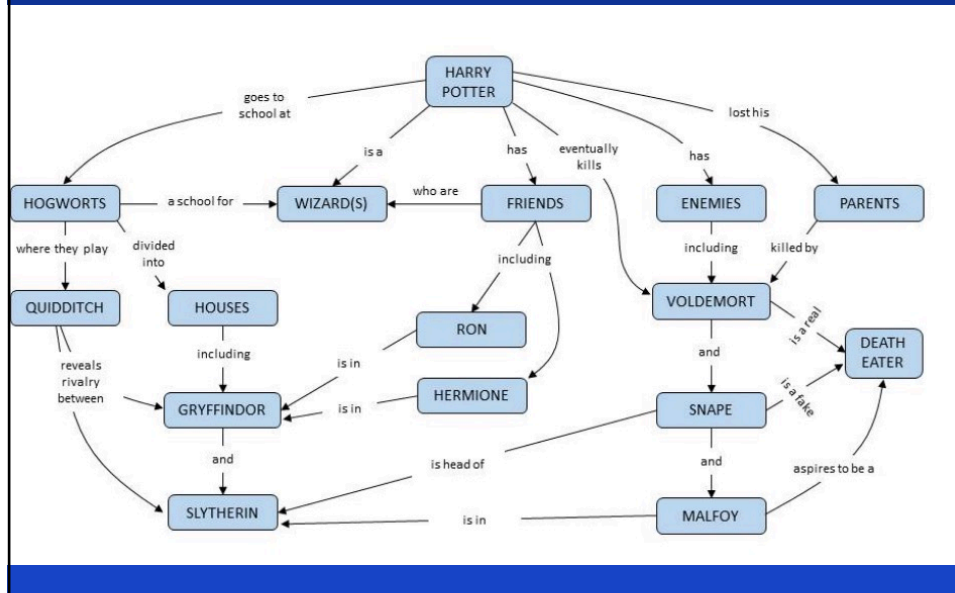 HARRY
POTTER
goes to
school at
lost his
is a
has
eventually
kills
has
HOGWORTS
a school for
WIZARD(S)
who are
FRIENDS
ENEMIES
PARENTS
where they play
divided
into
including
including
killed by
QUIDDITCH
HOUSES
VOLDEMORT
RON
is a real
DEATH
EATER
including
and
reveals
rivalry
between
is in
HERMIONE
is in
GRYFFINDOR
SNAPE
is a fake
and
is head of
and
aspires to be a
SLYTHERIN
is in
MALFOY